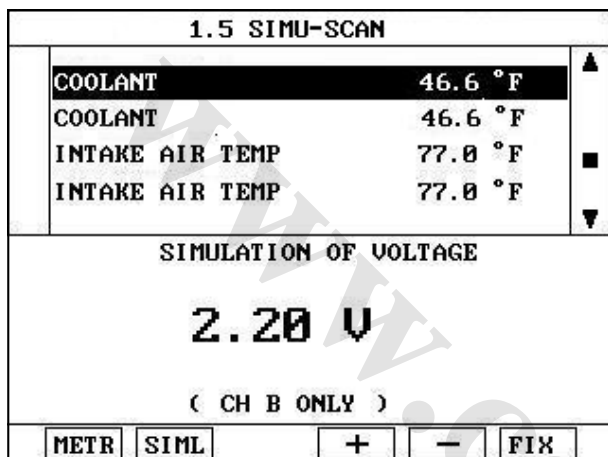 1.5 SIMU-SCAN
COOLANT 46.6 °F
COOLANT 46.6 °F
INTAKE AIR TEMP 77.0 °F
INTAKE AIR TEMP 77.0 °F
SIMULATION OF VOLTAGE
2.20 V
( CH B ONLY )
METR SIML + - FIX
www.